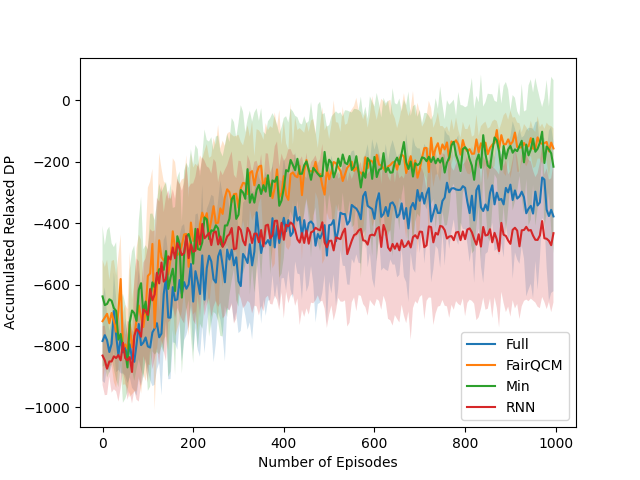 Accumulated Relaxed DP
0
−200
−400
−600
−800
−1000
0
200
400
600
800
1000
Number of Episodes
Full
FairQCM
Min
RNN